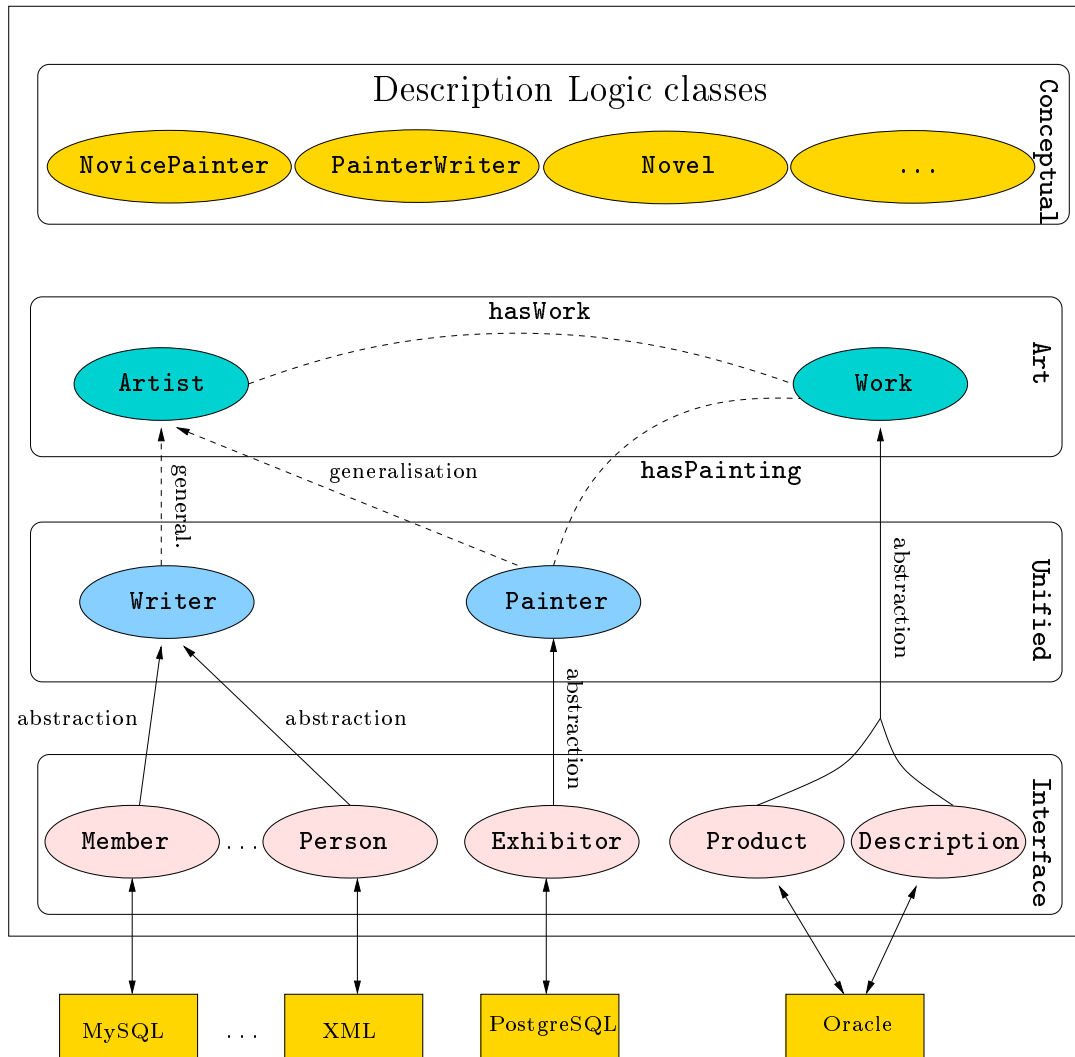 Description Logic classes
Conceptual
NovicePainter
PainterWriter
Novel
...
hasWork
Art
Artist
Work
general.
generalisation
hasPainting
abstraction
Unified
Writer
Painter
abstraction
abstraction
abstraction
Interface
Member
...
Person
Exhibitor
Product
Description
MySQL
...
XML
PostgreSQL
Oracle